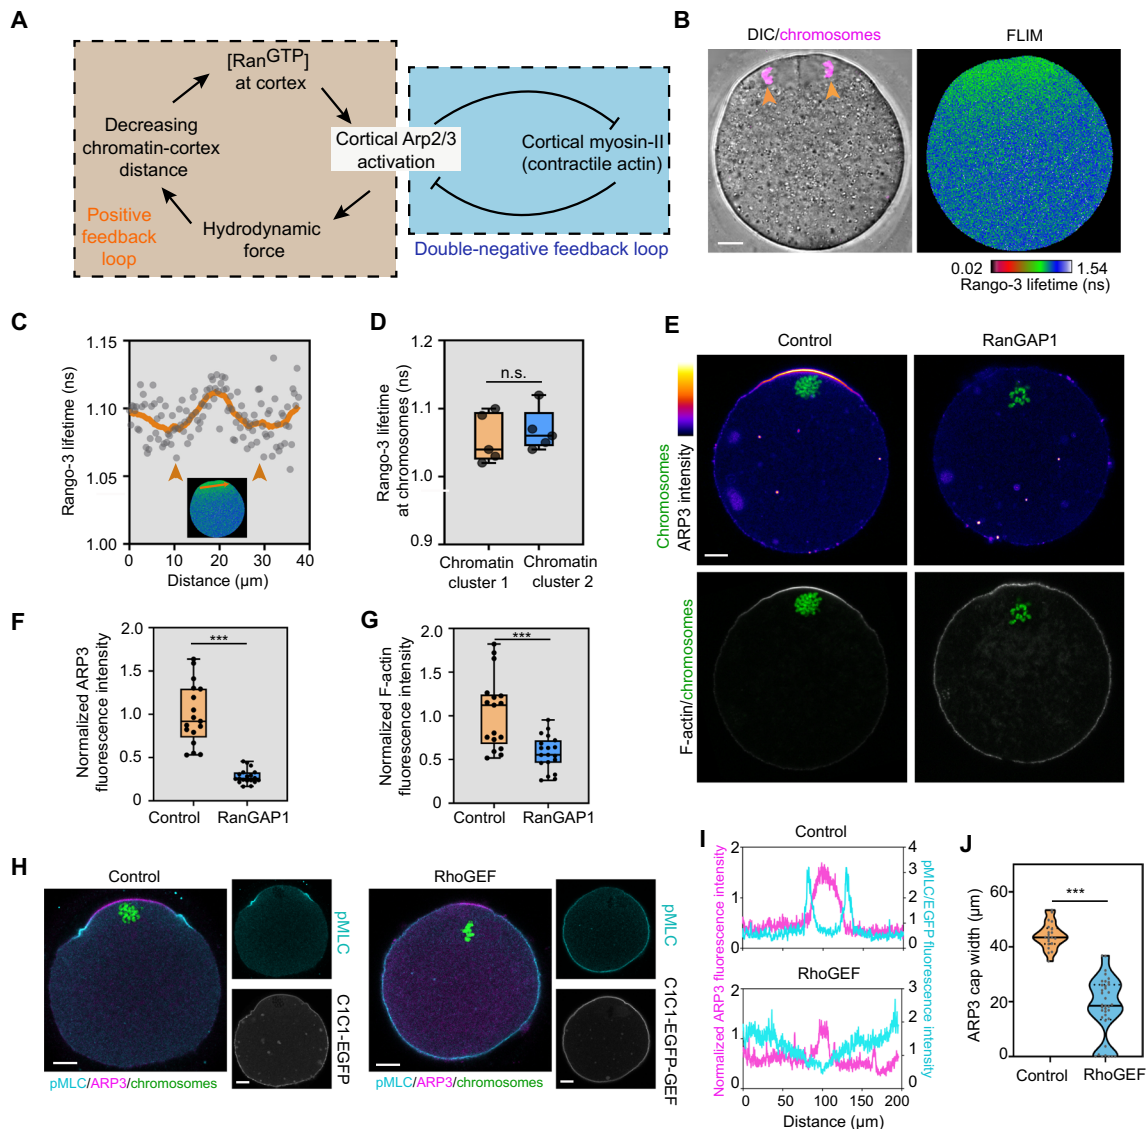 A
[RanGTP]
at cortex
Decreasing
chromatin-cortex
distance
Cortical Arp2/3
activation
Cortical myosin-II
(contractile actin)
Positive
feedback
loop
Hydrodynamic
force
Double-negative feedback loop
B
DIC/chromosomes
FLIM
0.02
1.54
Rango-3 lifetime (ns)
C
Rango-3 lifetime (ns)
1.15
1.10
1.05
1.00
0
10
20
30
40
Distance (µm)
D
Rango-3 lifetime
at chromosomes (ns)
1.2
1.1
1.0
0.9
n.s.
Chromatin
cluster 1
Chromatin
cluster 2
E
Control
RanGAP1
Chromosomes
ARP3 intensity
F-actin/chromosomes
F
Normalized ARP3
fluorescence intensity
2.0
1.5
1.0
0.5
0
***
Control
RanGAP1
G
Normalized F-actin
fluorescence intensity
2.0
1.5
1.0
0.5
0
***
Control
RanGAP1
H
Control
pMLC
C1C1-EGFP
pMLC/ARP3/chromosomes
RhoGEF
pMLC
C1C1-EGFP-GEF
pMLC/ARP3/chromosomes
I
Control
Normalized ARP3 fluorescence intensity
pMLC/EGFP fluorescence intensity
2
1
0
4
3
2
1
0
RhoGEF
2
1
0
3
2
1
0
0
50
100
150
200
Distance (µm)
J
ARP3 cap width (µm)
60
40
20
0
***
Control
RhoGEF